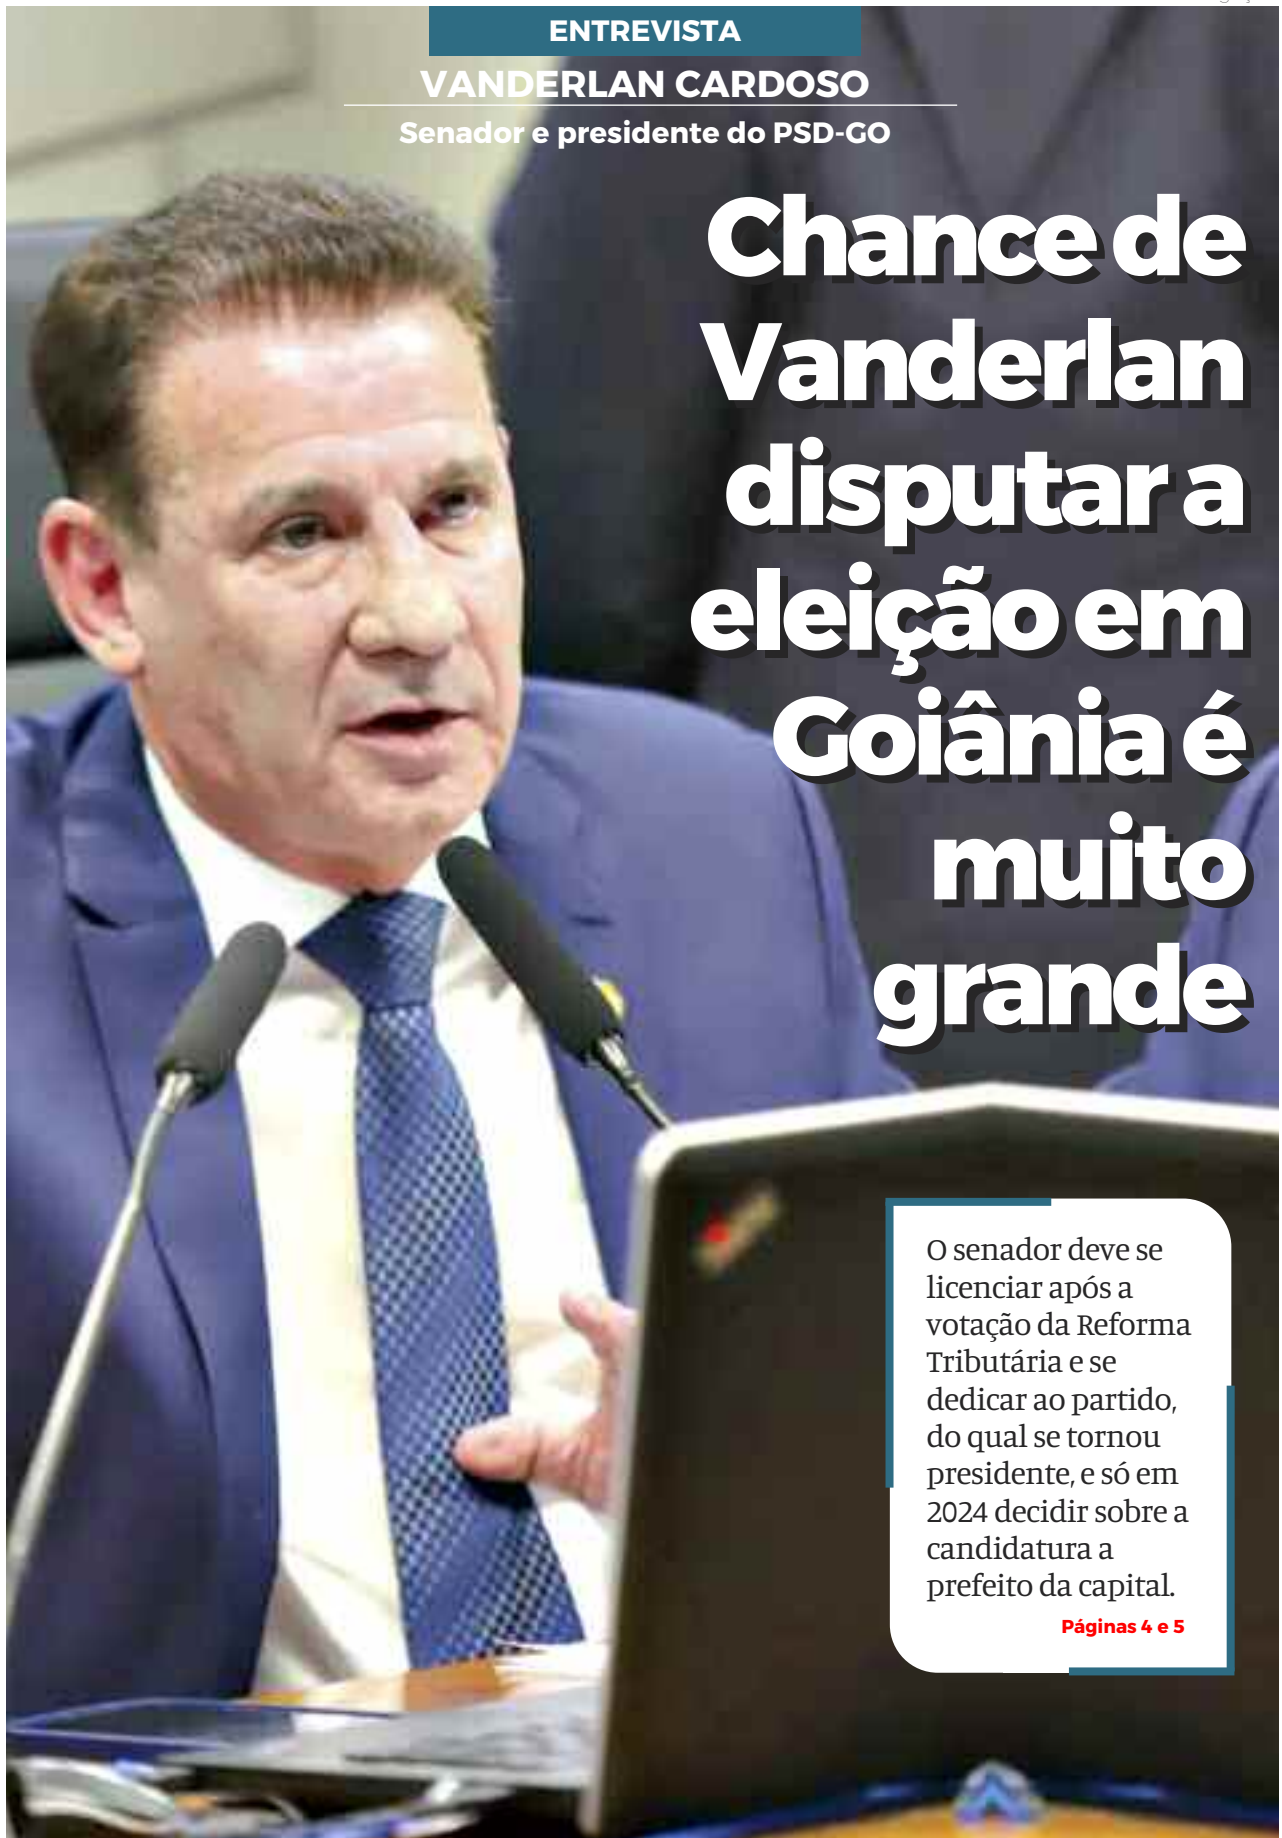 ENTREVISTA
VANDERLAN CARDOSO
Senador e presidente do PSD-GO
Chance de
Vanderlan
disputar a
eleição em
Goiânia é
muito
grande
O senador deve se
licenciar após a
votação da Reforma
Tributária e se
dedicar ao partido,
do qual se tornou
presidente, e só em
2024 decidir sobre a
candidatura a
prefeito da capital.
Páginas 4 e 5